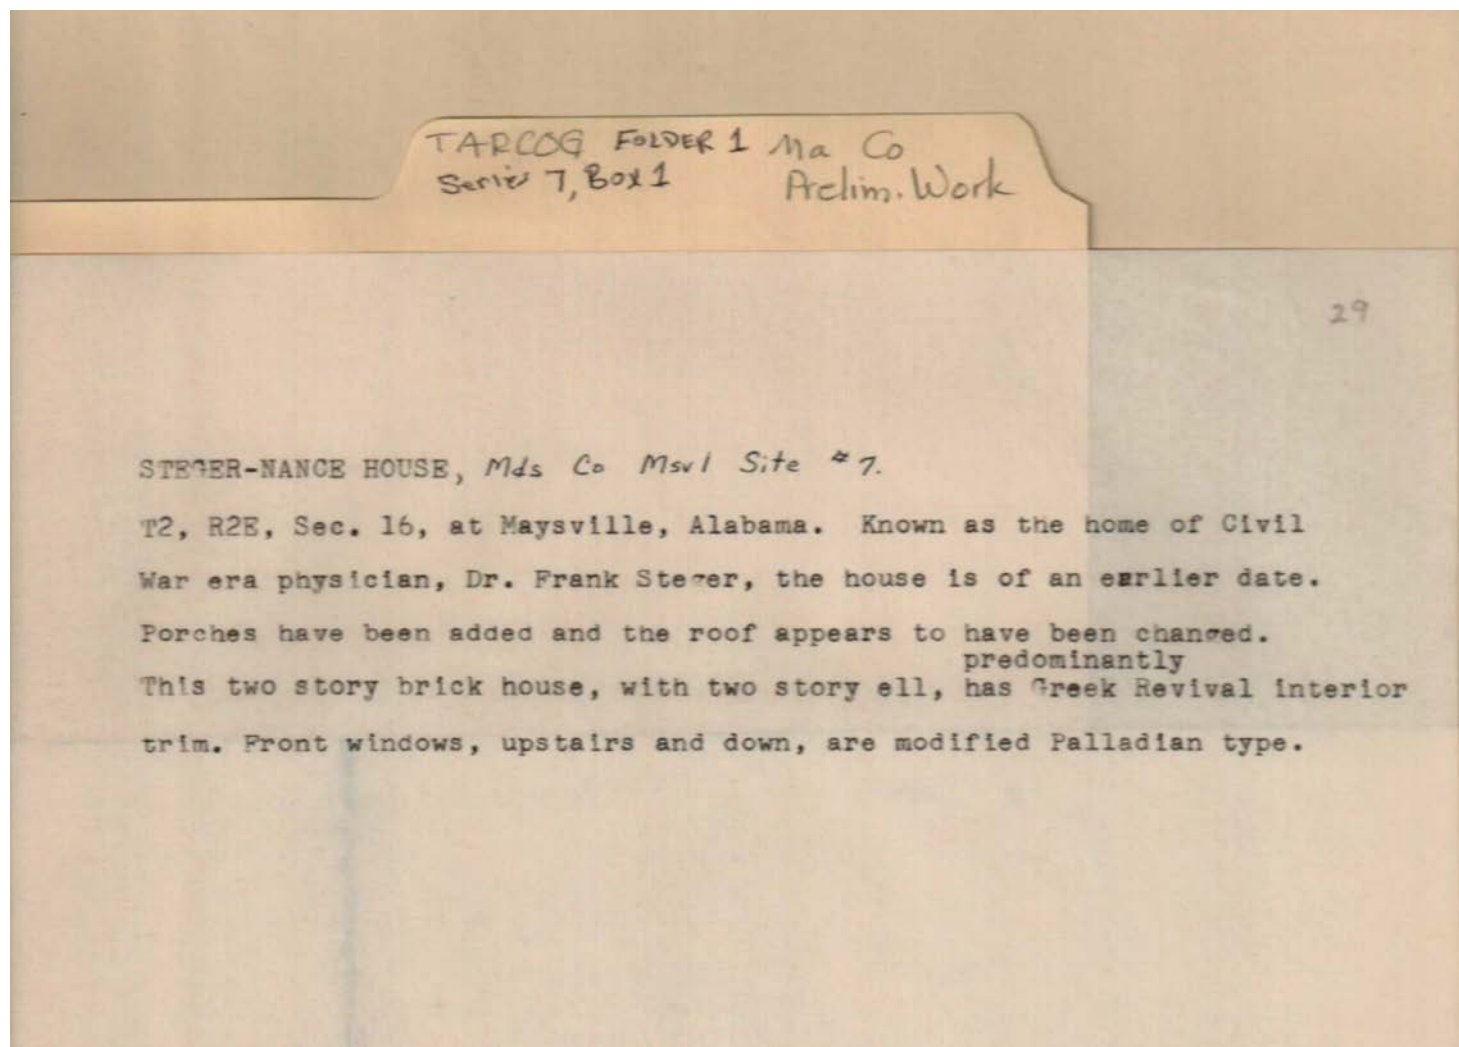 TARCOG FOLDER 1 Ma Co
Series 7, Box 1 Prelim. Work
29
STEGER-NANCE HOUSE, Mds Co Msvl Site #7.
T2, R2E, Sec. 16, at Maysville, Alabama. Known as the home of Civil
War era physician, Dr. Frank Steger, the house is of an earlier date.
Porches have been added and the roof appears to have been changed.
predominantly
This two story brick house, with two story ell, has Greek Revival interior
trim. Front windows, upstairs and down, are modified Palladian type.